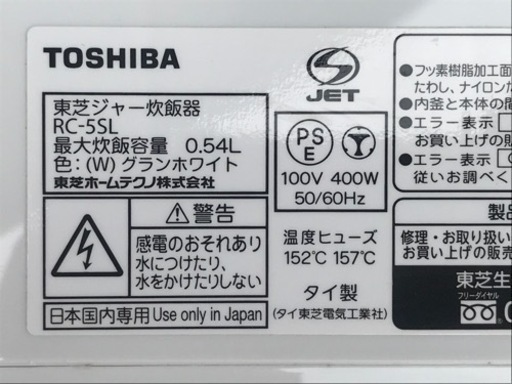 TOSHIBA
東芝ジャー炊飯器
RC-5SL
最大炊飯容量 0.54L
色:(W) グランホワイト
東芝ホームテクノ株式会社
⚠警告
感電のおそれあり
水につけたり、
水をかけたりしない
日本国内専用 Use only in Japan
S
JET
PS
E
100V 400W
50/60Hz
温度ヒューズ
152℃ 157℃
タイ製
(タイ東芝電気工業社)
●フッ素樹脂加工面
たわし、ナイロンた
●内釜と本体の間
●エラー表示
お買い上げの販売
●エラー表示
従いお調べく
製品
修理・お取り扱い
お買い上げの販売
東芝生
フリーダイヤル